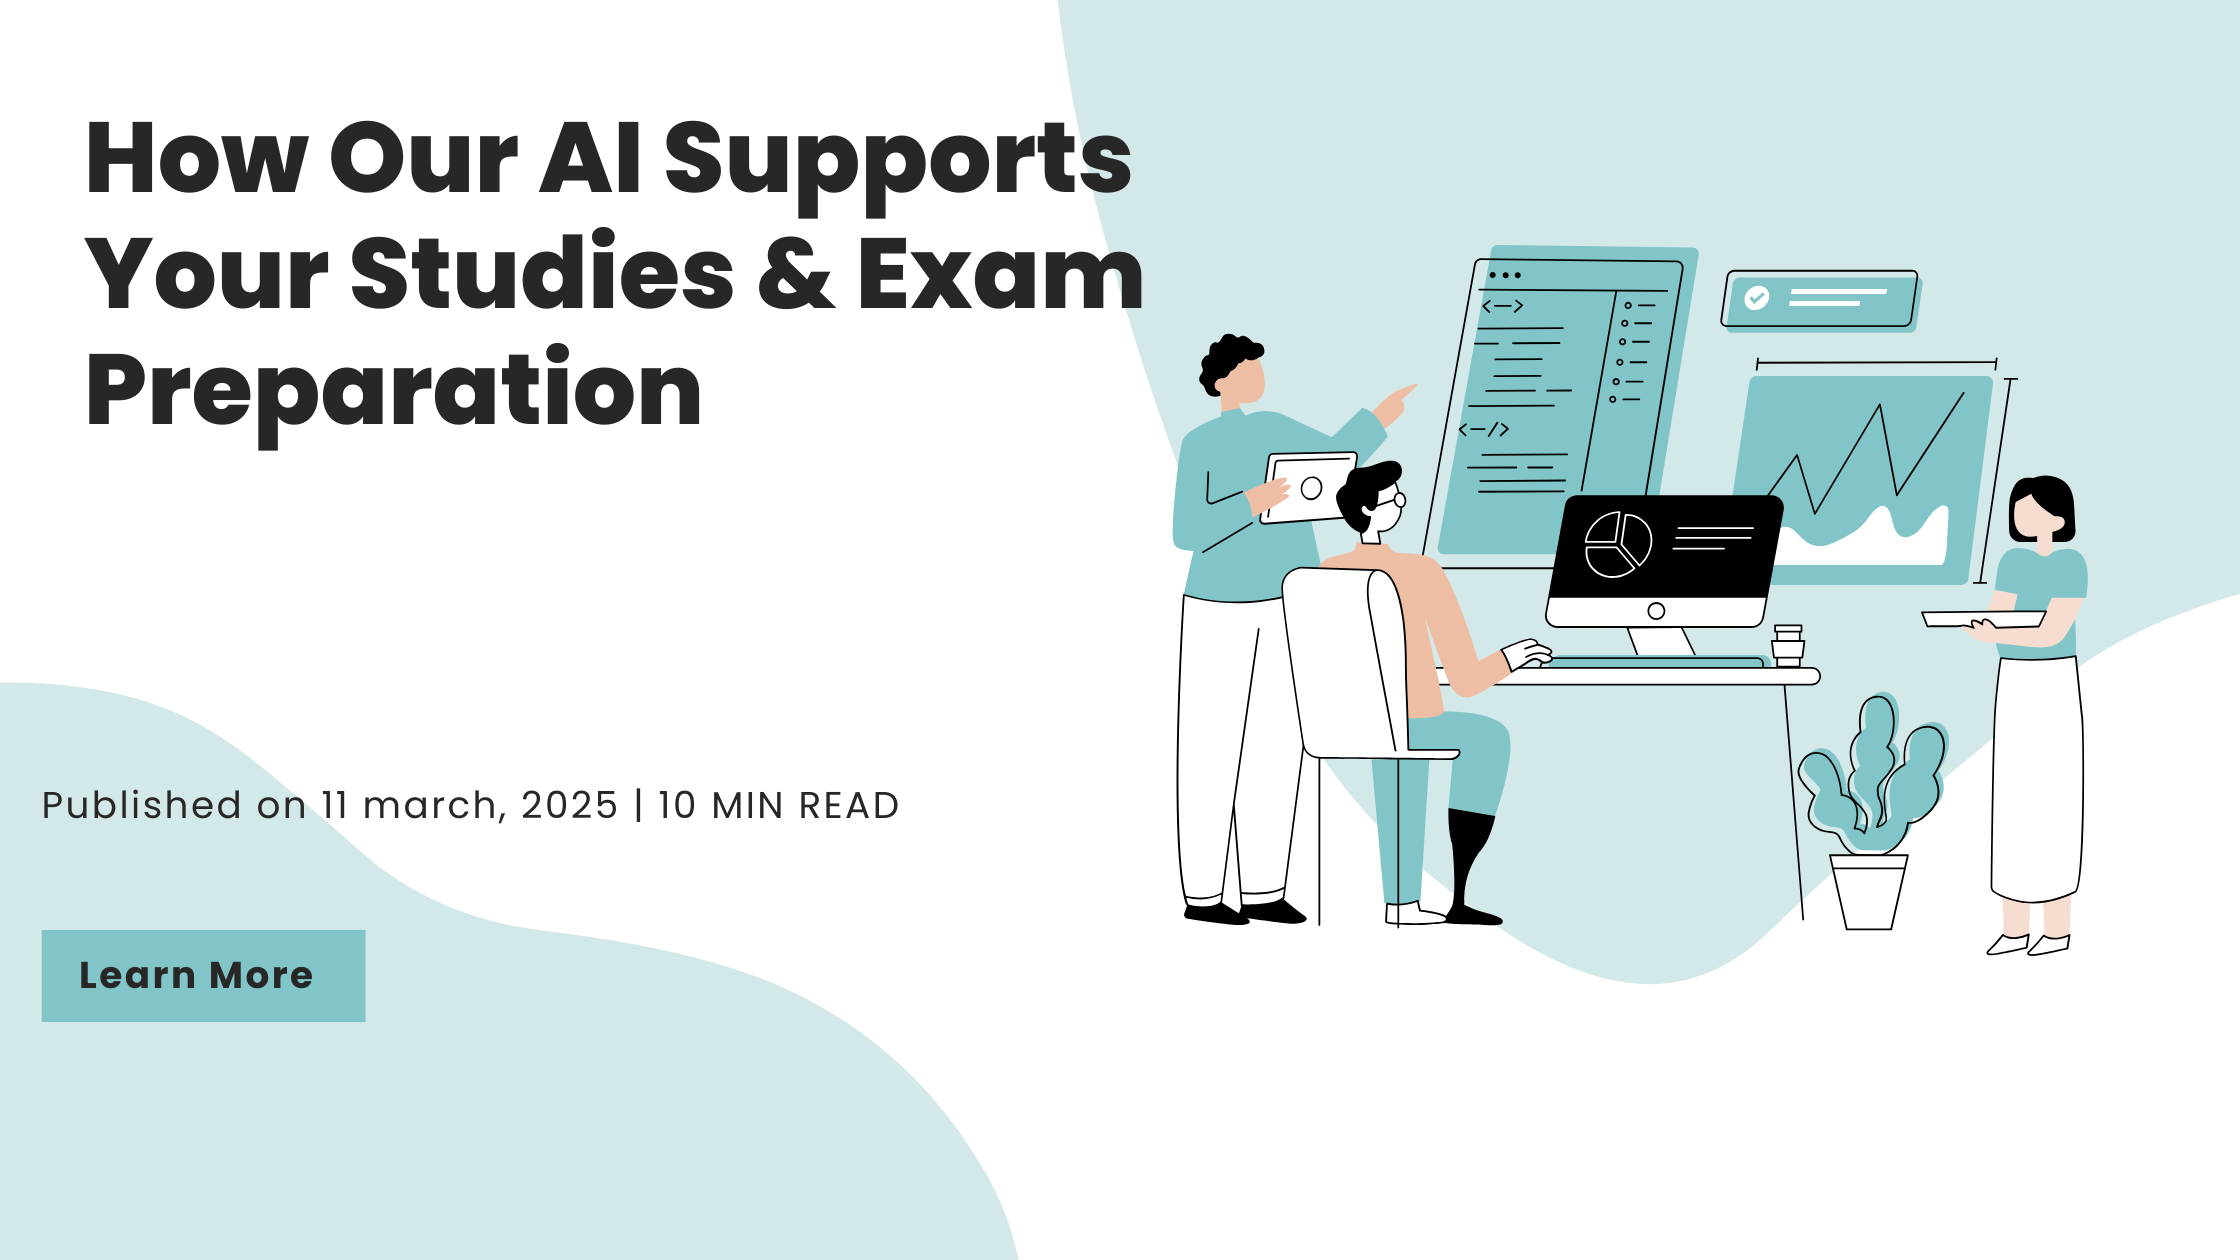 How Our AI Supports
Your Studies & Exam
Preparation
Published on 11 march, 2025 | 10 MIN READ
Learn More